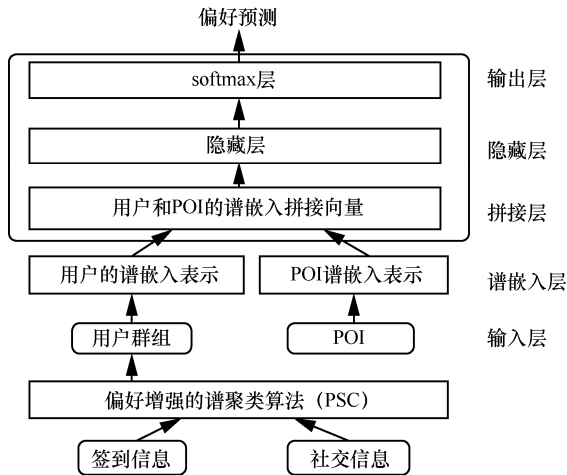 偏好预测
softmax层 输出层
隐藏层 隐藏层
用户和POI的谱嵌入拼接向量 拼接层
用户的谱嵌入表示 POI谱嵌入表示 谱嵌入层
用户群组 POI 输入层
偏好增强的谱聚类算法（PSC）
签到信息 社交信息